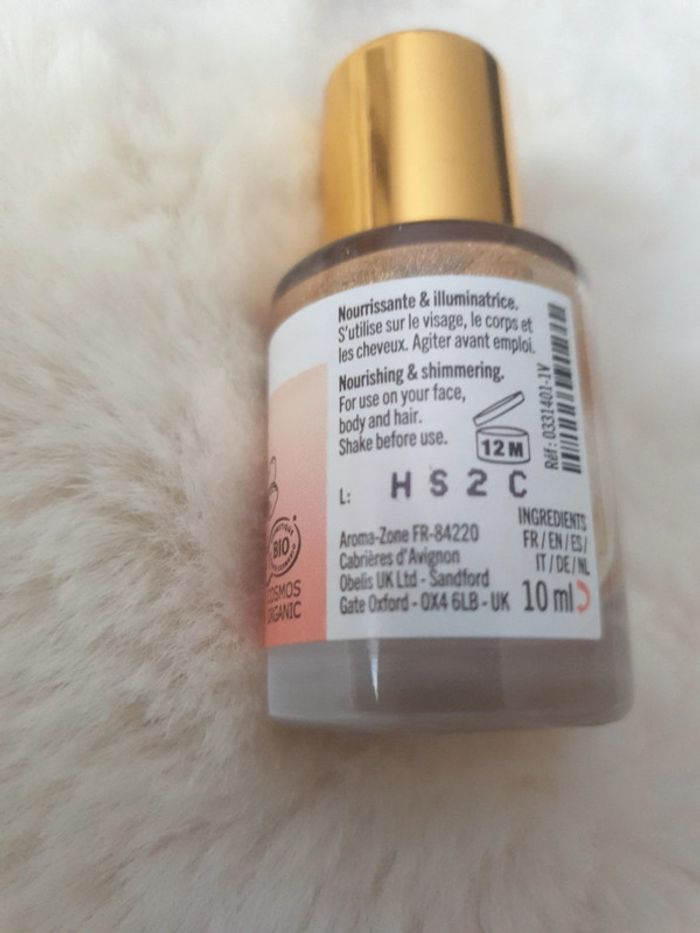 Nourrissante & illuminatrice.
S'utilise sur le visage, le corps et
les cheveux. Agiter avant emploi.
Nourishing & shimmering.
For use on your face,
body and hair.
Shake before use.
12 M
Réf : 0331401-1V
L: HS2C
Aroma-Zone FR-84220
Cabrières d'Avignon
Obelis UK Ltd - Sandford
Gate Oxford - OX4 6LB - UK
INGREDIENTS
FR / EN / ES /
IT / DE / NL
10 ml
BIO
COSMOS
ORGANIC